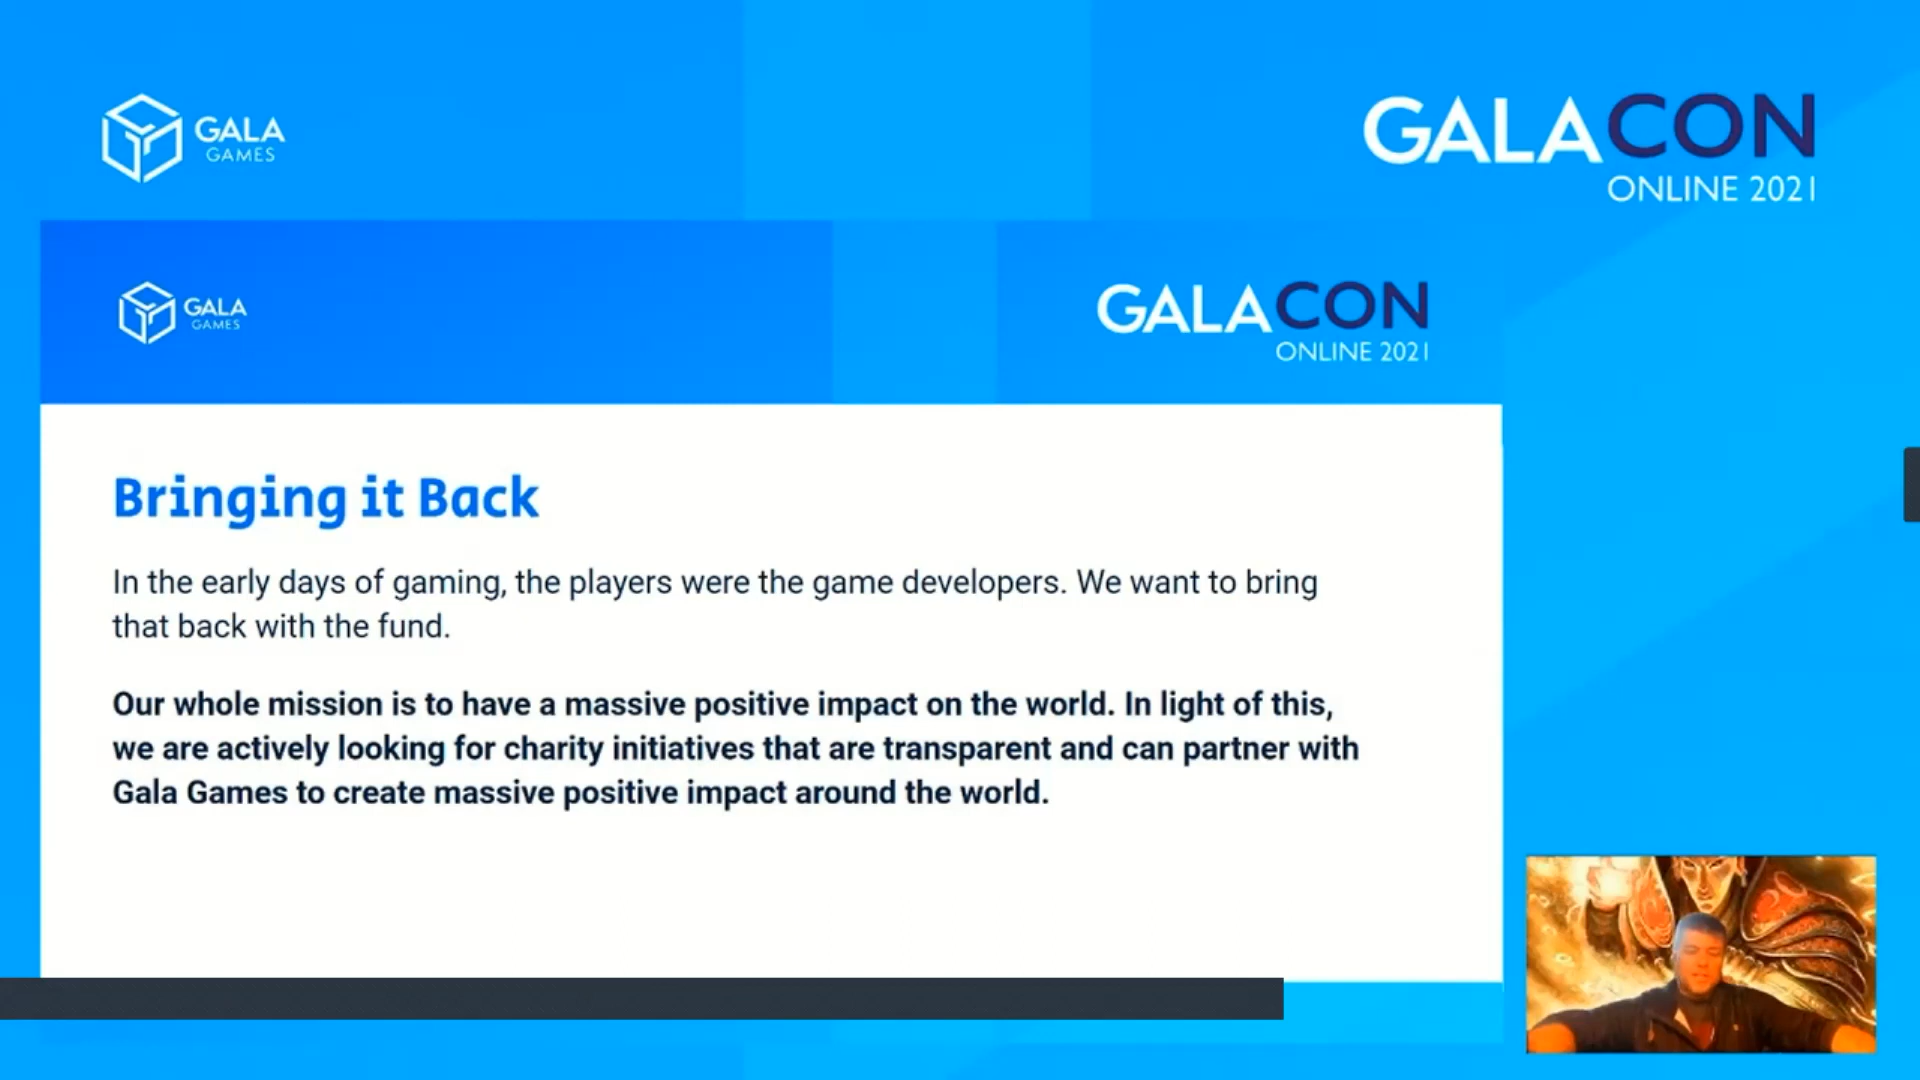 GALA
GAMES
GALACON
ONLINE 2021
GALA
GAMES
GALACON
ONLINE 2021
Bringing it Back
In the early days of gaming, the players were the game developers. We want to bring
that back with the fund.
Our whole mission is to have a massive positive impact on the world. In light of this,
we are actively looking for charity initiatives that are transparent and can partner with
Gala Games to create massive positive impact around the world.